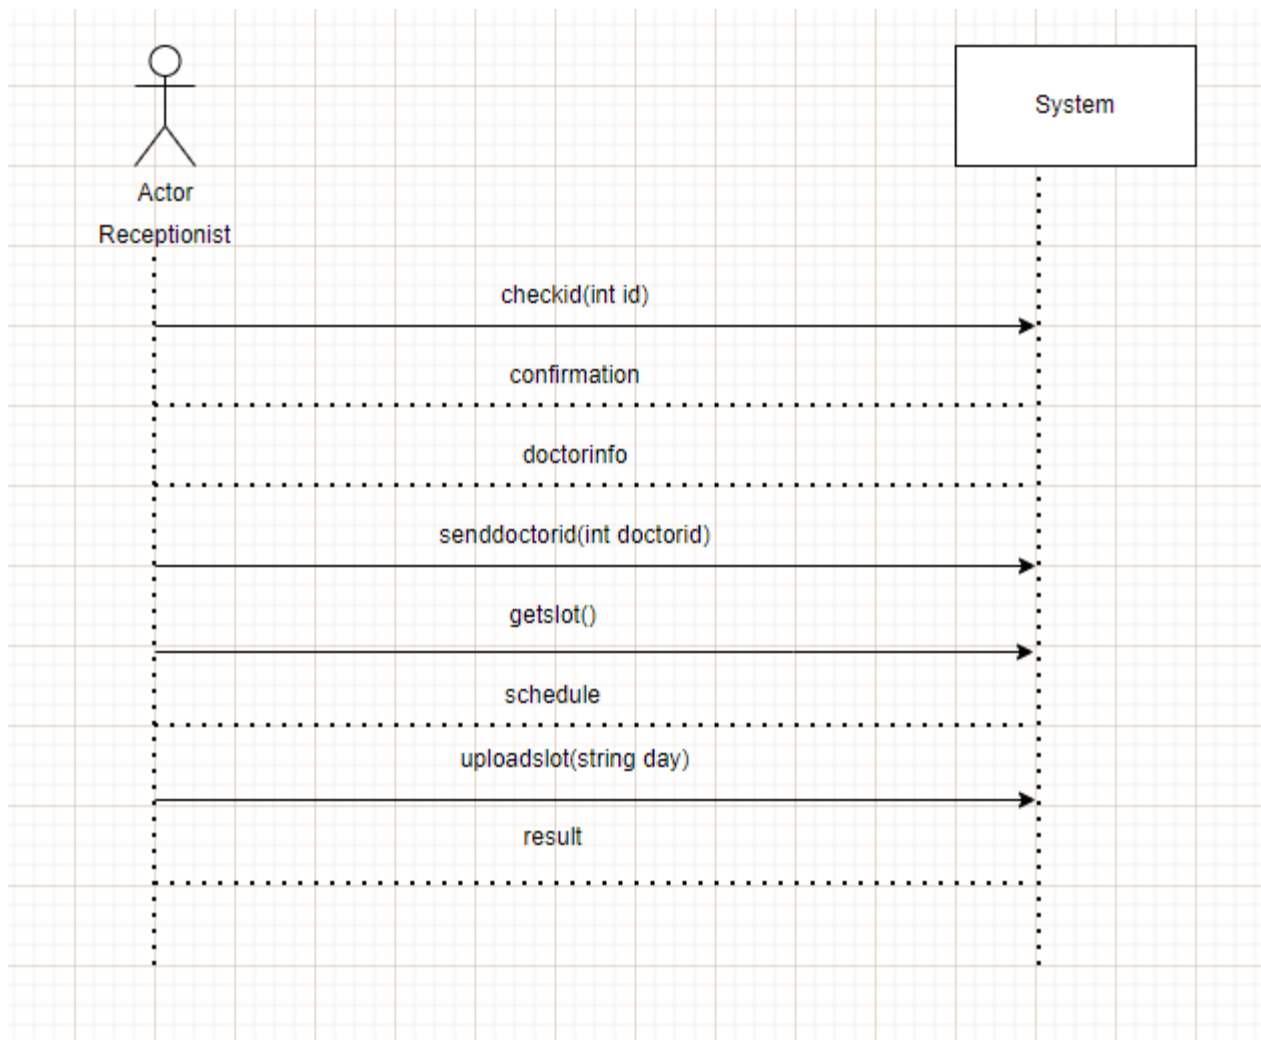 System
Actor
Receptionist
checkid(int id)
confirmation
doctorinfo
senddoctorid(int doctorid)
getslot()
schedule
uploadslot(string day)
result